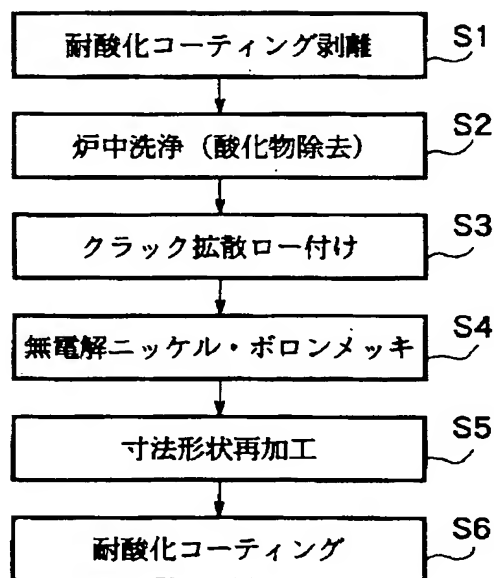 耐酸化コーティング剥離 S1
炉中洗浄（酸化物除去） S2
クラック拡散ロー付け S3
無電解ニッケル・ボロンメッキ S4
寸法形状再加工 S5
耐酸化コーティング S6